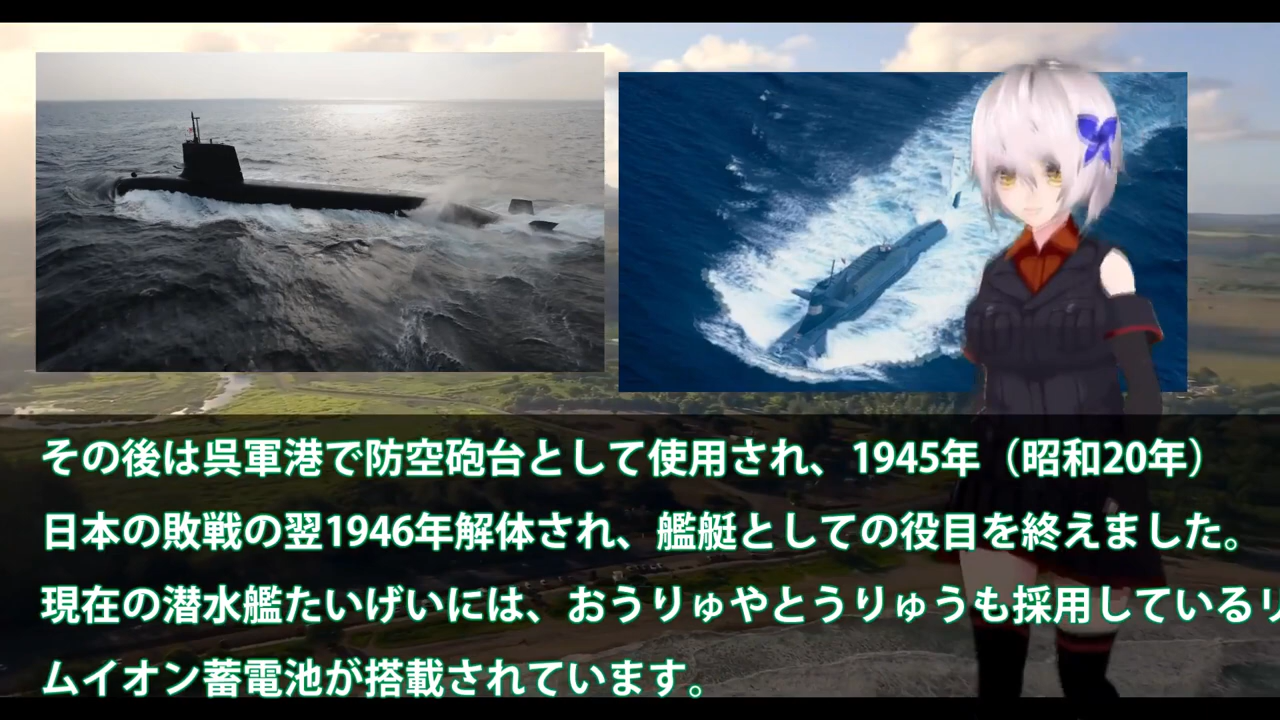 その後は呉軍港で防空砲台として使用され、1945年（昭和20年）
日本の敗戦の翌1946年解体され、艦艇としての役目を終えました。
現在の潜水艦たいげいには、おうりゅやとうりゅうも採用しているリ
ムイオン蓄電池が搭載されています。